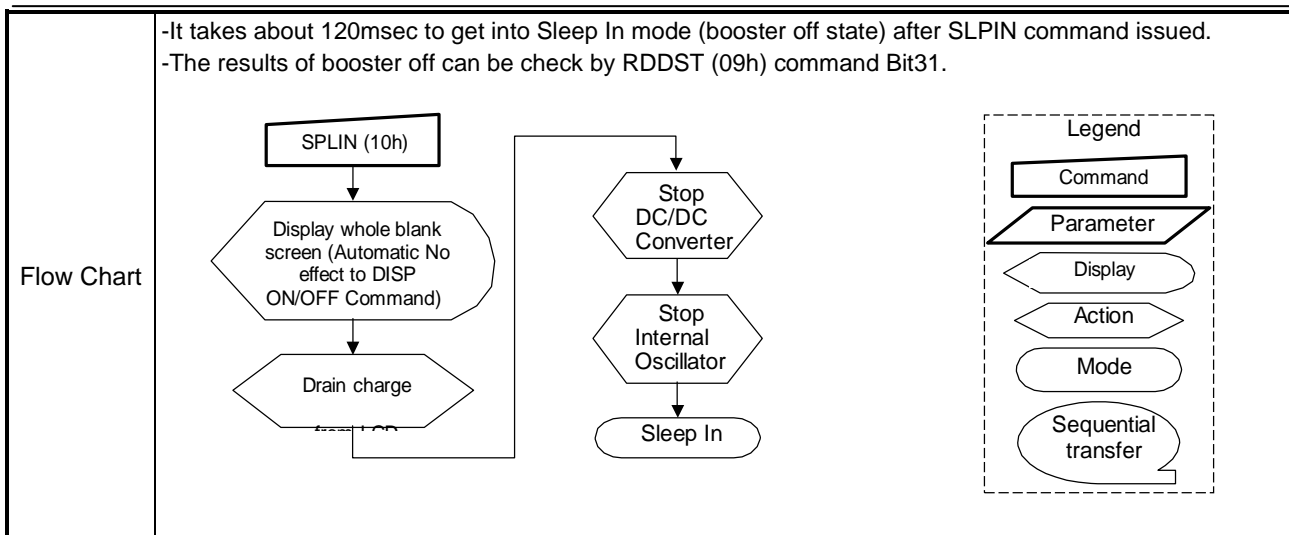 -It takes about 120msec to get into Sleep In mode (booster off state) after SLPIN command issued.
-The results of booster off can be check by RDDST (09h) command Bit31.
Flow Chart
SPLIN (10h)
Display whole blank
screen (Automatic No
effect to DISP
ON/OFF Command)
Drain charge
Stop
DC/DC
Converter
Stop
Internal
Oscillator
Sleep In
Legend
Command
Parameter
Display
Action
Mode
Sequential
transfer